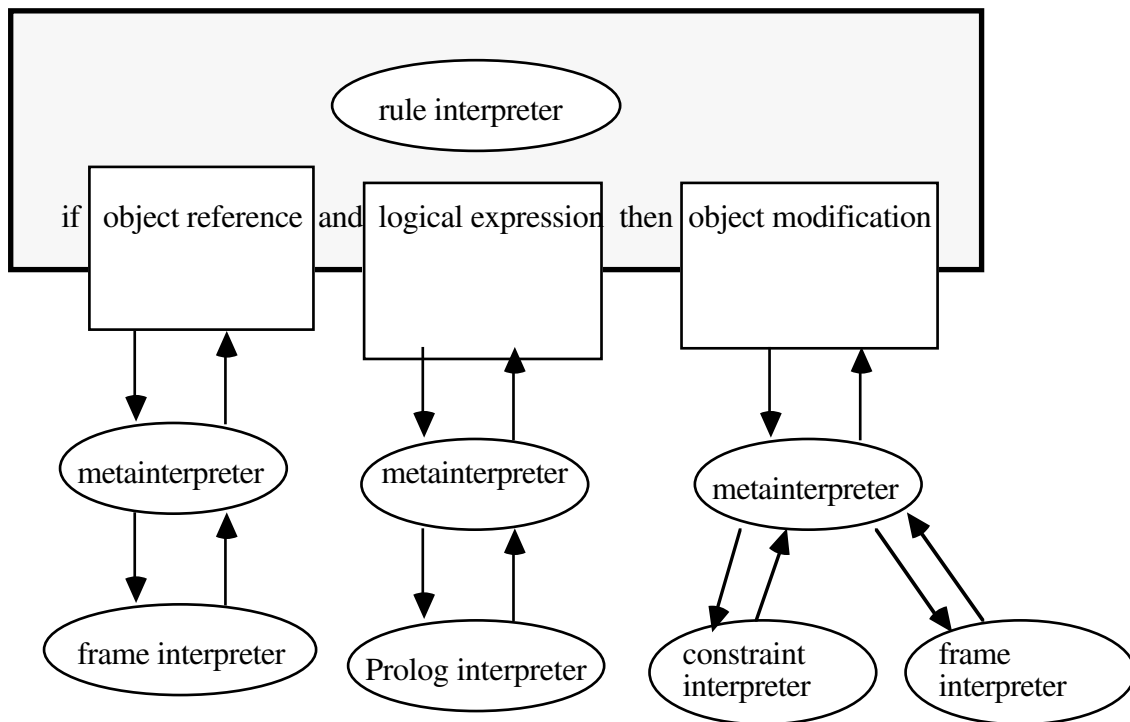 rule interpreter
if object reference and logical expression then object modification
metainterpreter
metainterpreter
metainterpreter
frame interpreter
Prolog interpreter
constraint
interpreter
frame
interpreter